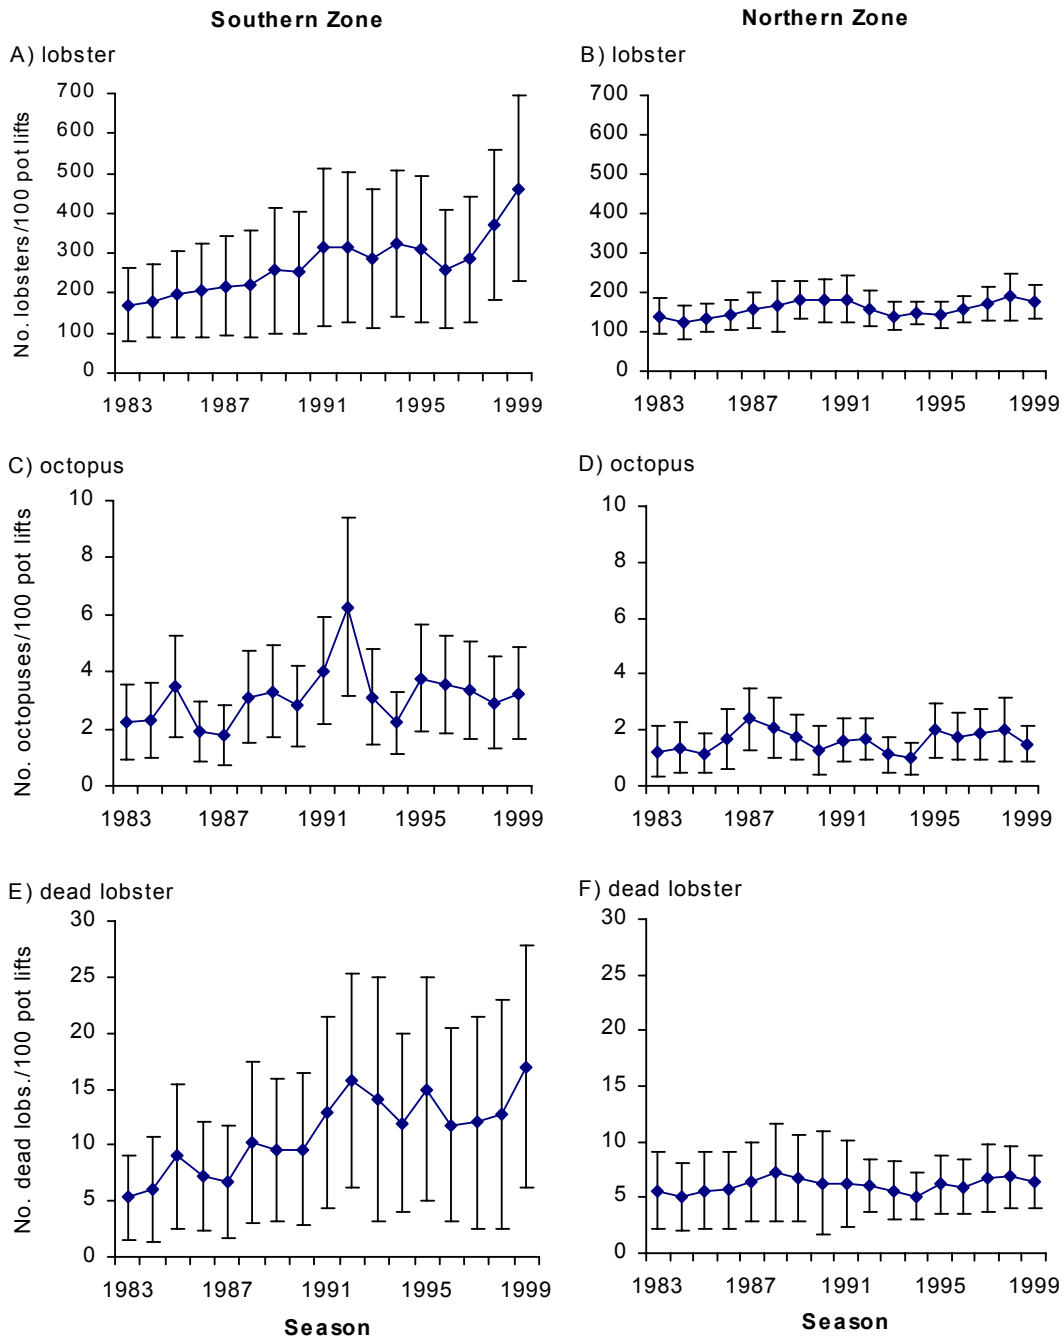 Southern Zone
Northern Zone
A) lobster
B) lobster
No. lobsters/100 pot lifts
700
600
500
400
300
200
100
0
1983 1987 1991 1995 1999
700
600
500
400
300
200
100
0
1983 1987 1991 1995 1999
C) octopus
D) octopus
No. octopuses/100 pot lifts
10
8
6
4
2
0
1983 1987 1991 1995 1999
10
8
6
4
2
0
1983 1987 1991 1995 1999
E) dead lobster
F) dead lobster
No. dead lobs./100 pot lifts
30
25
20
15
10
5
0
1983 1987 1991 1995 1999
Season
30
25
20
15
10
5
0
1983 1987 1991 1995 1999
Season